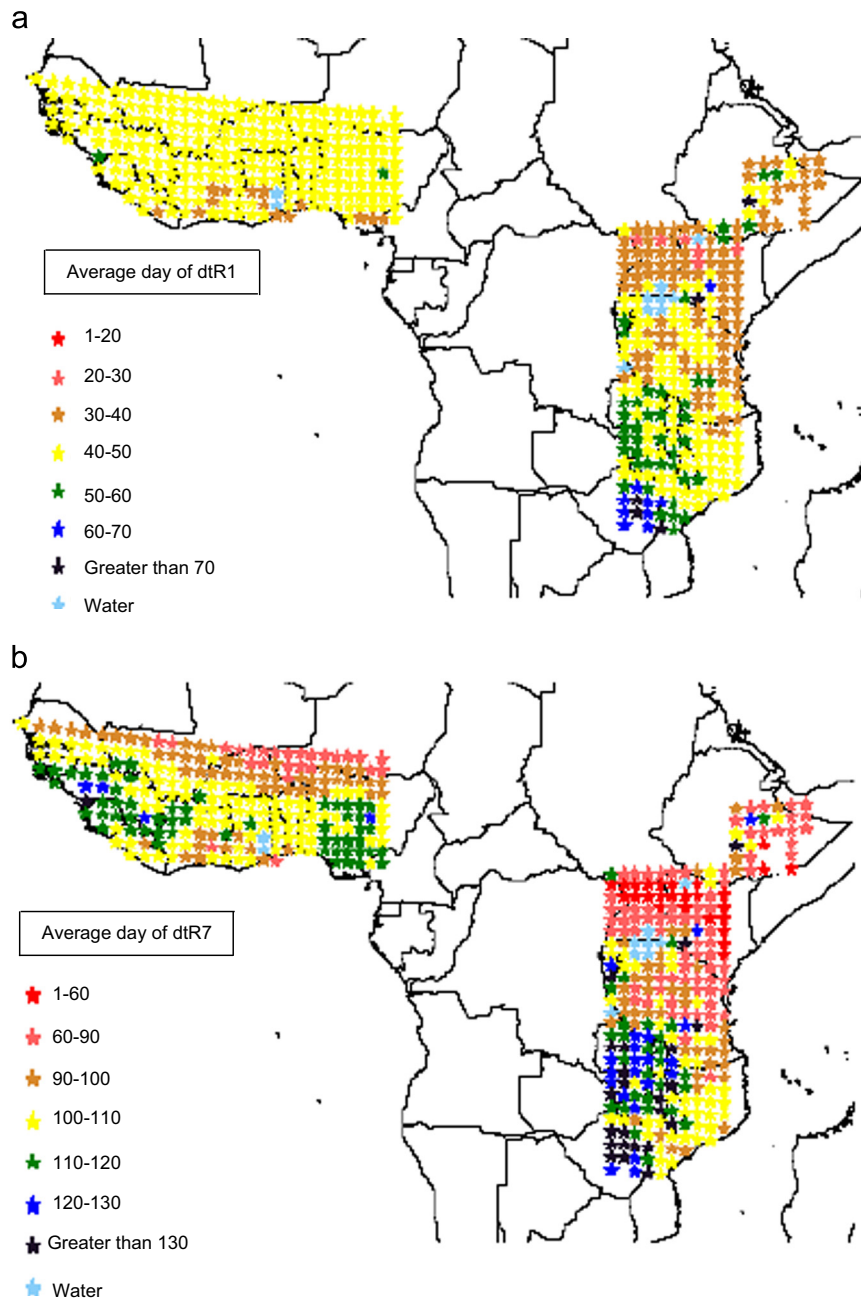 a
Average day of dtR1
1-20
20-30
30-40
40-50
50-60
60-70
Greater than 70
Water
b
Average day of dtR7
1-60
60-90
90-100
100-110
110-120
120-130
Greater than 130
Water